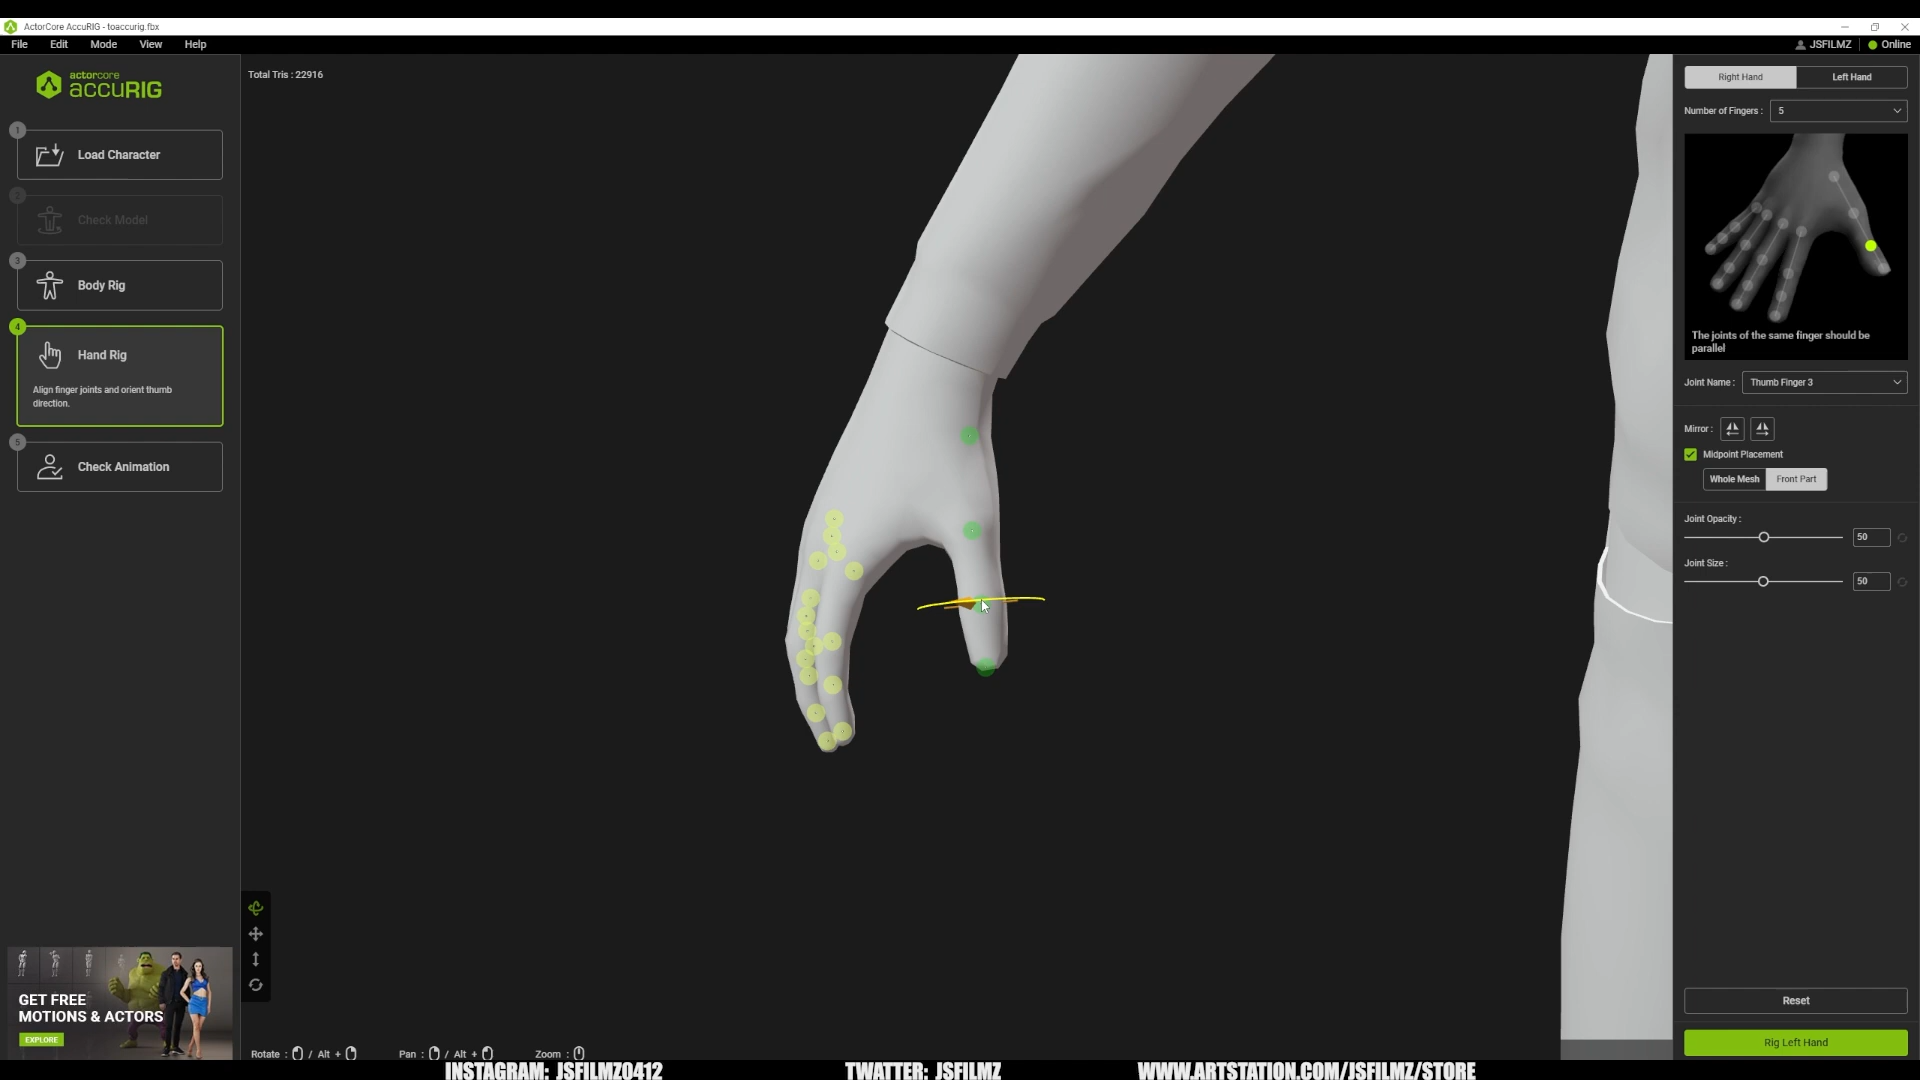 ActorCore AccuRIG - toaccurig.fbx
File Edit Mode View Help
JSFILMZ Online
actorcore
accuRIG
Total Tris : 22916
1
Load Character
2
Check Model
3
Body Rig
4
Hand Rig
Align finger joints and orient thumb
direction.
5
Check Animation
GET FREE
MOTIONS & ACTORS
EXPLORE
Rotate : / Alt + Pan : / Alt + Zoom :
Right Hand Left Hand
Number of Fingers : 5
The joints of the same finger should be
parallel
Joint Name : Thumb Finger 3
Mirror :
Midpoint Placement
Whole Mesh Front Part
Joint Opacity :
50
Joint Size :
50
Reset
Rig Left Hand
INSTAGRAM: JSFILMZ0412 TWATTER: JSFILMZ WWW.ARTSTATION.COM/JSFILMZ/STORE